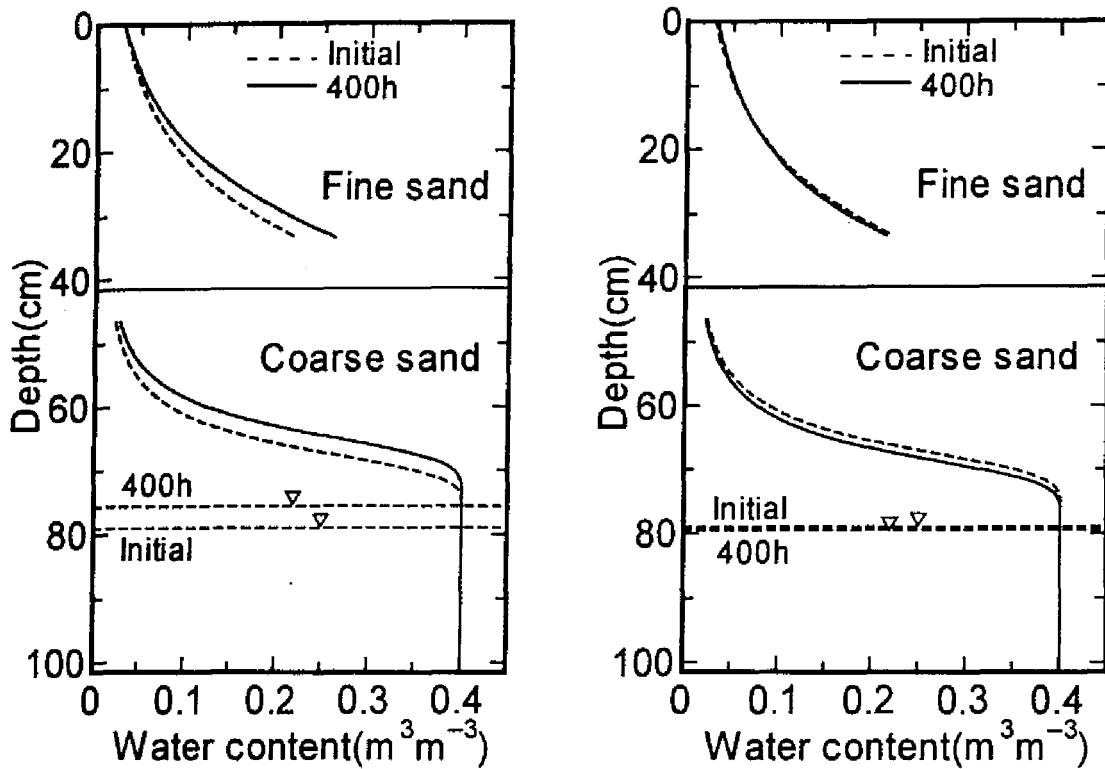 0
Initial
400h
20
Fine sand
40
Coarse sand
60
400h
80
Initial
100
0 0.1 0.2 0.3 0.4
Depth(cm)
Water content(m³m⁻³)
0
Initial
400h
20
Fine sand
40
Coarse sand
60
Initial
80
400h
100
0 0.1 0.2 0.3 0.4
Depth(cm)
Water content(m³m⁻³)